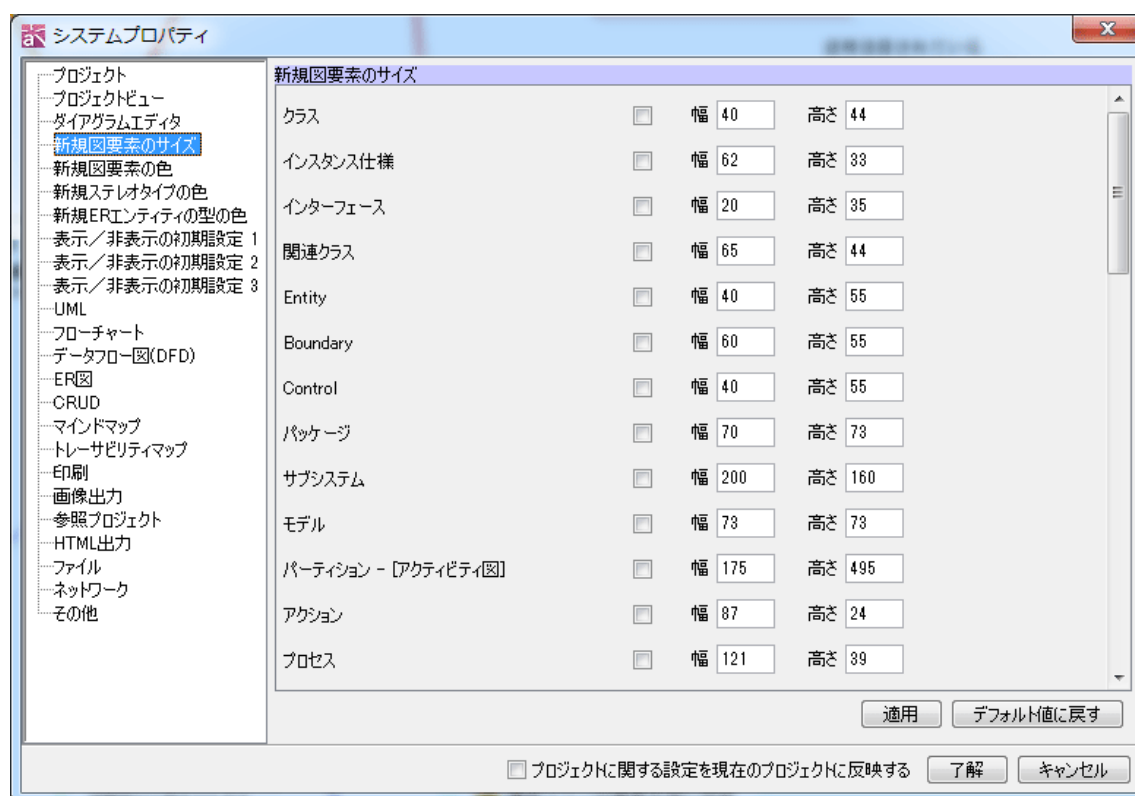 システムプロパティ
プロジェクト
プロジェクトビュー
ダイアグラムエディタ
新規図要素のサイズ
新規図要素の色
新規ステレオタイプの色
新規ERエンティティの型の色
表示／非表示の初期設定 1
表示／非表示の初期設定 2
表示／非表示の初期設定 3
UML
フローチャート
データフロー図(DFD)
ER図
CRUD
マインドマップ
トレーサビリティマップ
印刷
画像出力
参照プロジェクト
HTML出力
ファイル
ネットワーク
その他
新規図要素のサイズ
クラス 幅 40 高さ 44
インスタンス仕様 幅 62 高さ 33
インターフェース 幅 20 高さ 35
関連クラス 幅 65 高さ 44
Entity 幅 40 高さ 55
Boundary 幅 60 高さ 55
Control 幅 40 高さ 55
パッケージ 幅 70 高さ 73
サブシステム 幅 200 高さ 160
モデル 幅 73 高さ 73
パーティション - [アクティビティ図] 幅 175 高さ 495
アクション 幅 87 高さ 24
プロセス 幅 121 高さ 39
適用 デフォルト値に戻す
プロジェクトに関する設定を現在のプロジェクトに反映する 了解 キャンセル